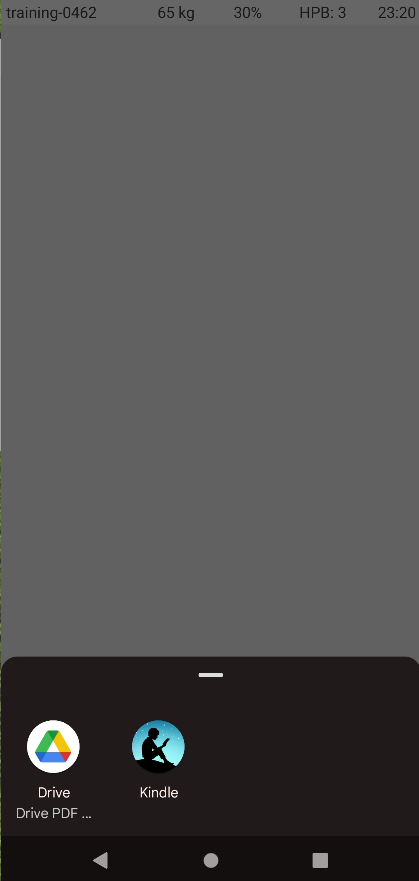 training-0462 65 kg 30% HPB: 3 23:20
Drive Kindle
Drive PDF ...